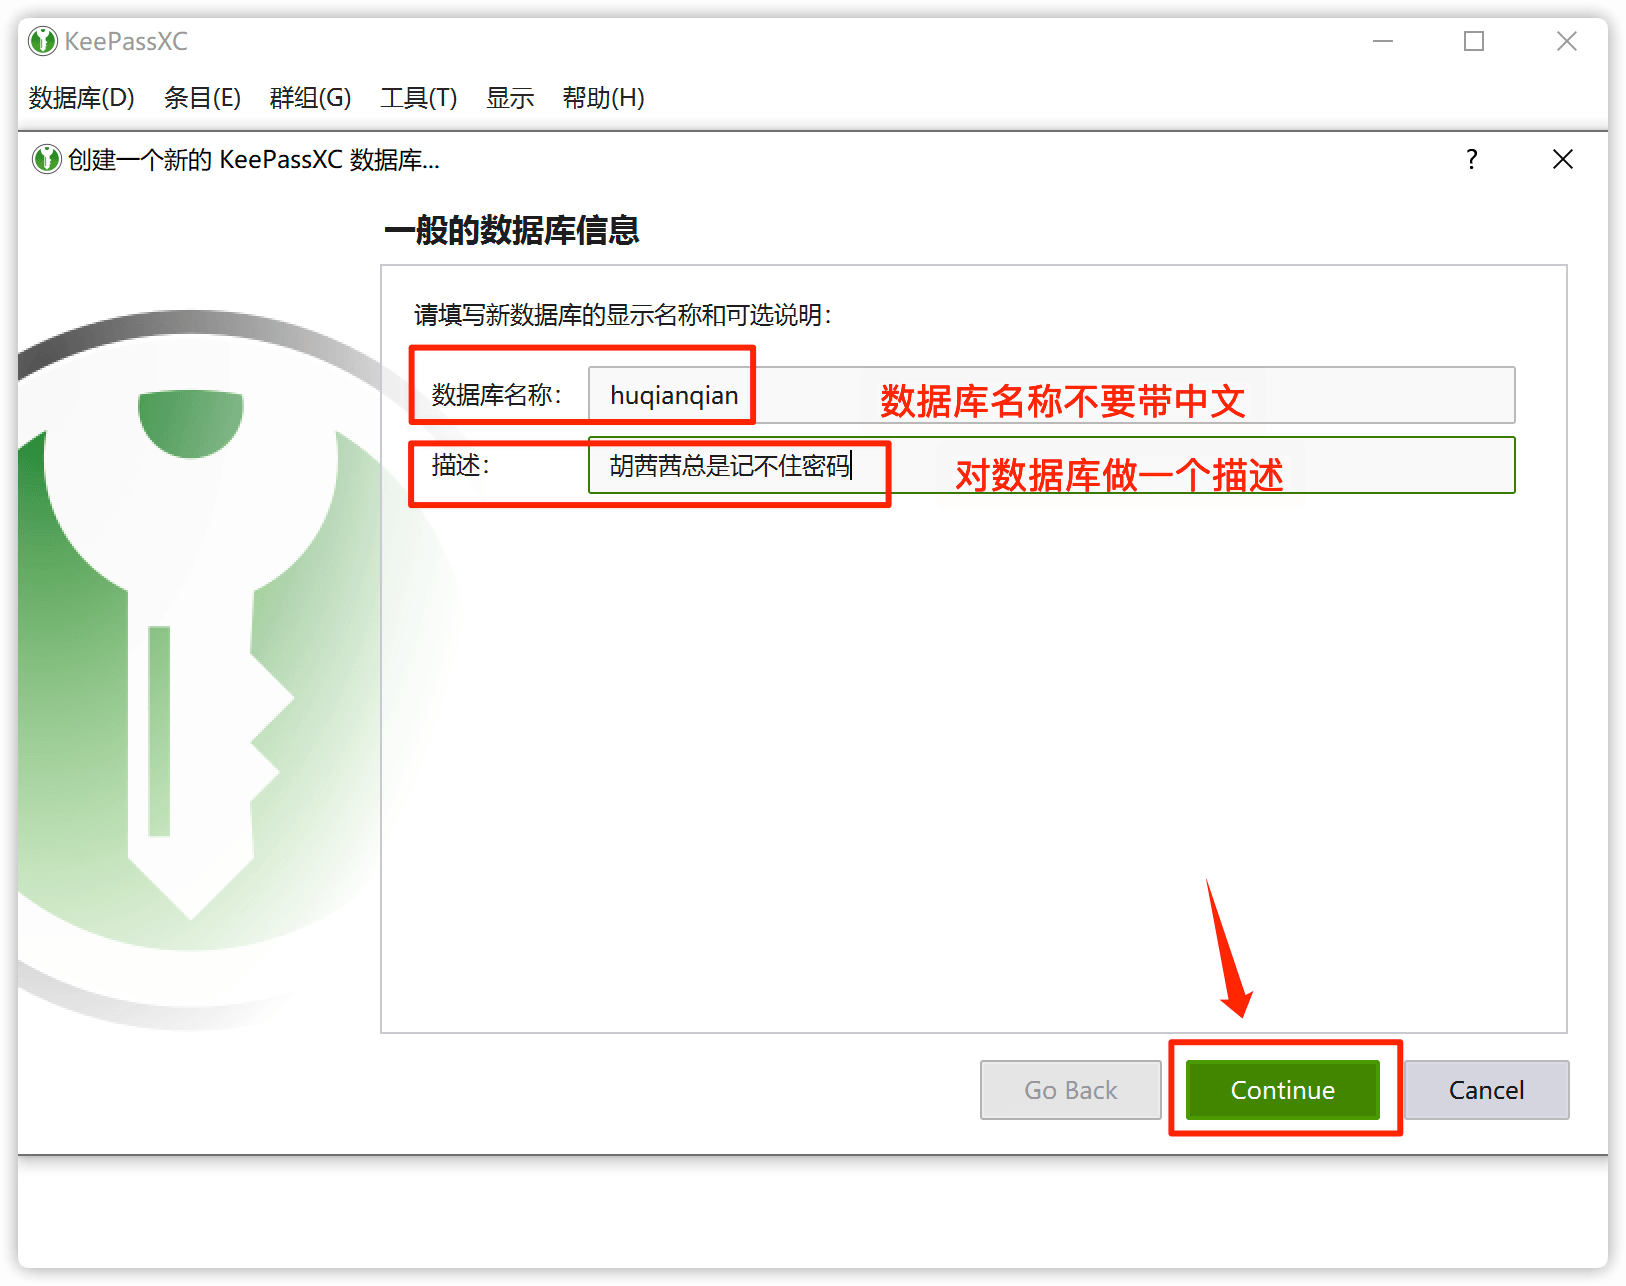 KeePassXC
数据库(D) 条目(E) 群组(G) 工具(T) 显示 帮助(H)
创建一个新的 KeePassXC 数据库...
?
一般的数据库信息
请填写新数据库的显示名称和可选说明：
数据库名称： huqianqian 数据库名称不要带中文
描述： 胡茜茜总是记不住密码 对数据库做一个描述
Go Back Continue Cancel